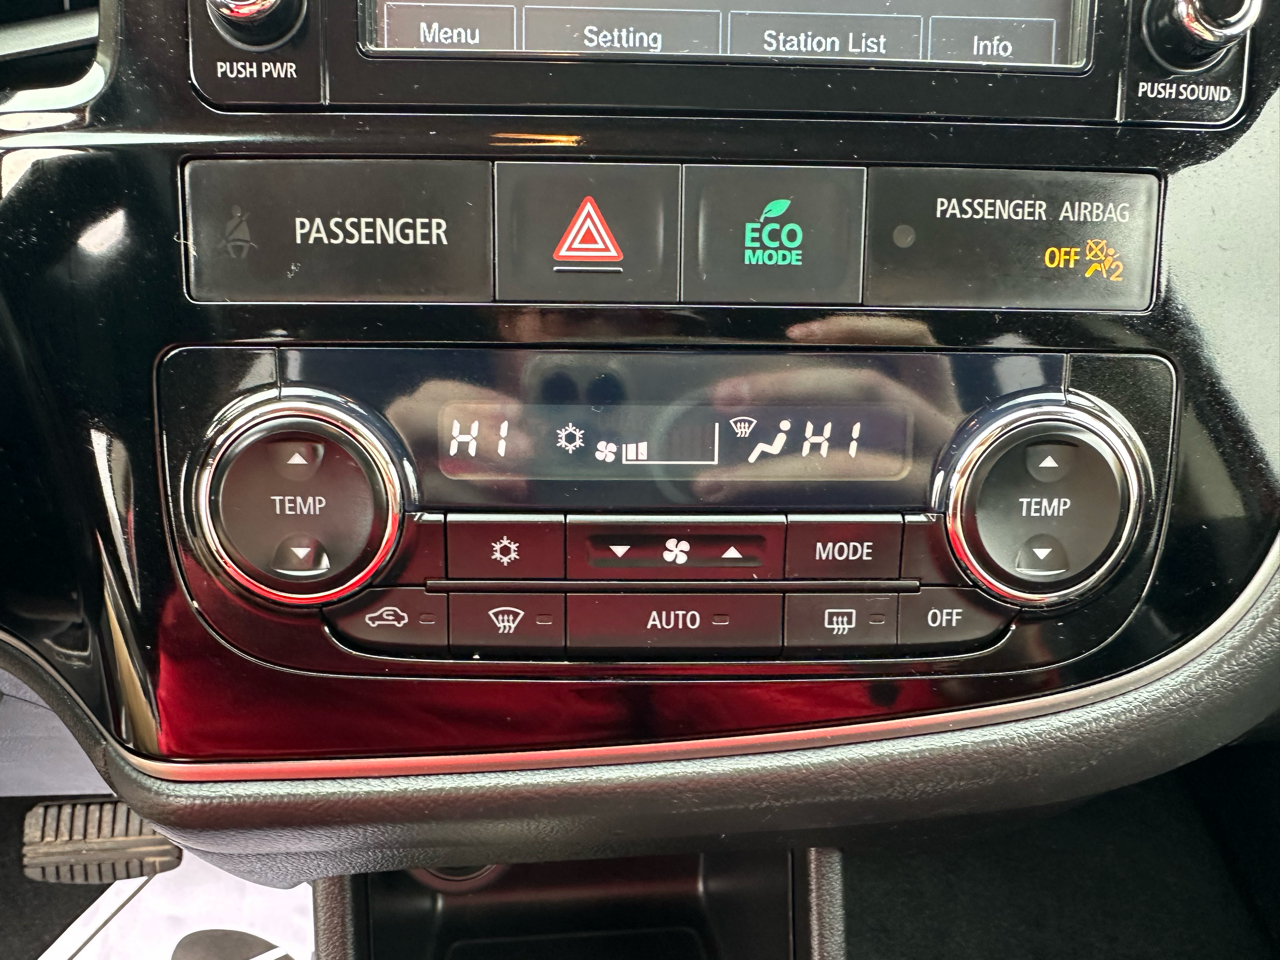 Menu Setting Station List Info
PUSH PWR
PUSH SOUND
PASSENGER
ECO
MODE
PASSENGER AIRBAG
OFF 2
HI HI
TEMP
TEMP
MODE
AUTO
OFF